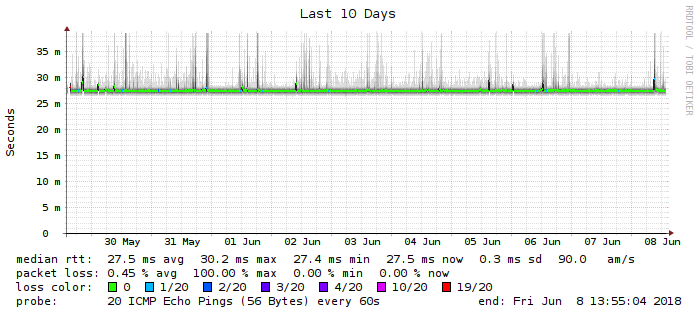 Last 10 Days
RRDTOOL / TOBI OETIKER
Seconds
35 m
30 m
25 m
20 m
15 m
10 m
5 m
0
30 May 31 May 01 Jun 02 Jun 03 Jun 04 Jun 05 Jun 06 Jun 07 Jun 08 Jun
median rtt: 27.5 ms avg 30.2 ms max 27.4 ms min 27.5 ms now 0.3 ms sd 90.0 am/s
packet loss: 0.45 % avg 100.00 % max 0.00 % min 0.00 % now
loss color: 0 1/20 2/20 3/20 4/20 10/20 19/20
probe: 20 ICMP Echo Pings (56 Bytes) every 60s end: Fri Jun 8 13:55:04 2018